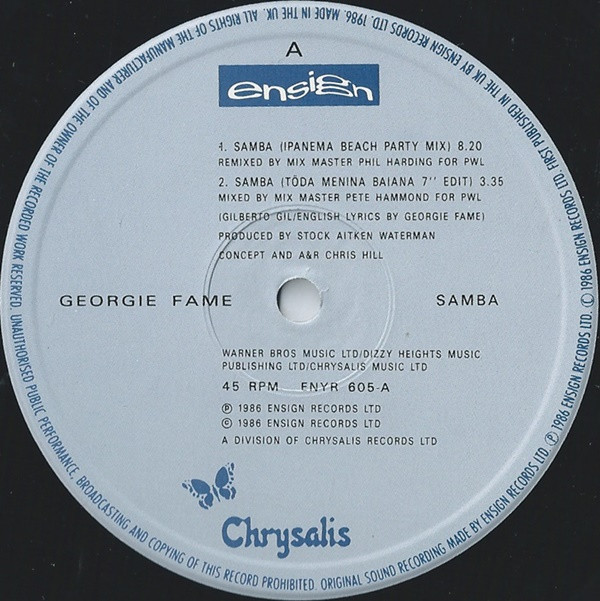 A
ensign
1. SAMBA (IPANEMA BEACH PARTY MIX) 8.20
REMIXED BY MIX MASTER PHIL HARDING FOR PWL
2. SAMBA (TÕDA MENINA BAIANA 7'' EDIT) 3.35
MIXED BY MIX MASTER PETE HAMMOND FOR PWL
(GILBERTO GIL/ENGLISH LYRICS BY GEORGIE FAME)
PRODUCED BY STOCK AITKEN WATERMAN
CONCEPT AND A&R CHRIS HILL
GEORGIE FAME
SAMBA
WARNER BROS MUSIC LTD/DIZZY HEIGHTS MUSIC
PUBLISHING LTD/CHRYSALIS MUSIC LTD
45 RPM ENYR 605-A
℗ 1986 ENSIGN RECORDS LTD
© 1986 ENSIGN RECORDS LTD
A DIVISION OF CHRYSALIS RECORDS LTD
Chrysalis
℗ 1986 ENSIGN RECORDS LTD. © 1986 ENSIGN RECORDS LTD. FIRST PUBLISHED IN THE UK BY ENSIGN RECORDS LTD. 1986. MADE IN THE UK. ALL RIGHTS OF THE MANUFACTURER AND OF THE OWNER OF THE RECORDED WORK RESERVED. UNAUTHORISED PUBLIC PERFORMANCE, BROADCASTING AND COPYING OF THIS RECORD PROHIBITED. ORIGINAL SOUND RECORDING MADE BY ENSIGN RECORDS LTD.